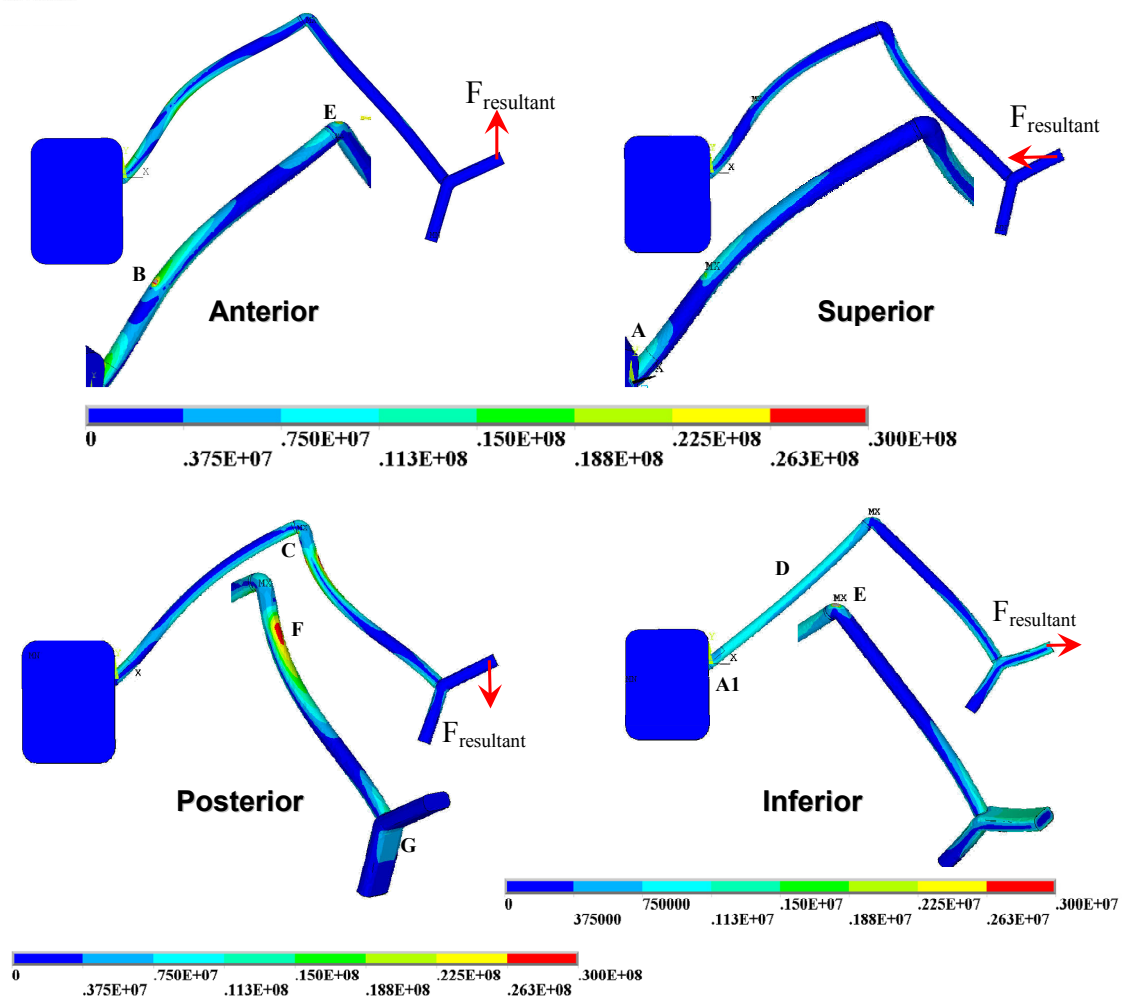 E
F resultant
X
B
Anterior
F resultant
X
MX
A
Superior
0 .750E+07 .150E+08 .225E+08 .300E+08
.375E+07 .113E+08 .188E+08 .263E+08
C
MX
F
X
F resultant
Posterior
G
MX
D
MX E
F resultant
X
A1
Inferior
0 750000 .150E+07 .225E+07 .300E+07
375000 .113E+07 .188E+07 .263E+07
0 .750E+07 .150E+08 .225E+08 .300E+08
.375E+07 .113E+08 .188E+08 .263E+08